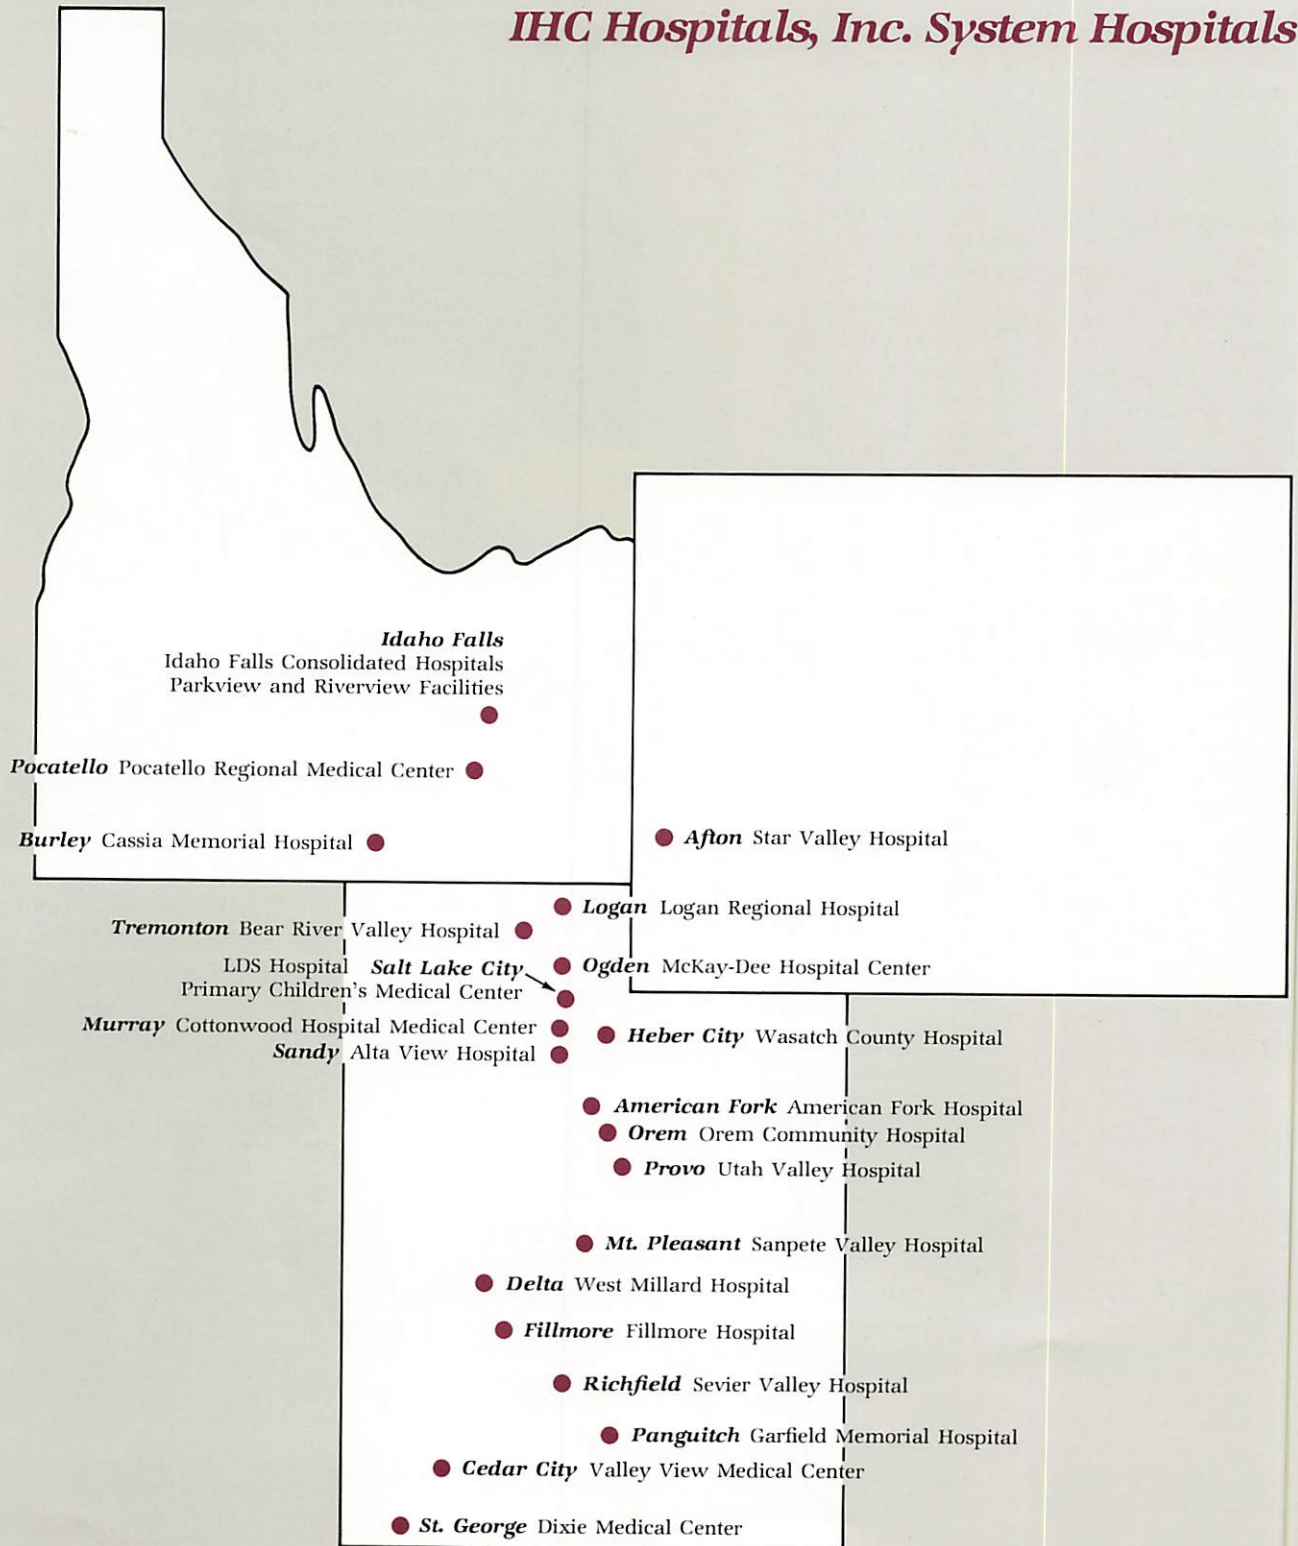 IHC Hospitals, Inc. System Hospitals
Idaho Falls
Idaho Falls Consolidated Hospitals
Parkview and Riverview Facilities
Pocatello Pocatello Regional Medical Center
Burley Cassia Memorial Hospital
Afton Star Valley Hospital
Logan Logan Regional Hospital
Tremonton Bear River Valley Hospital
LDS Hospital Salt Lake City
Primary Children's Medical Center
Ogden McKay-Dee Hospital Center
Murray Cottonwood Hospital Medical Center
Heber City Wasatch County Hospital
Sandy Alta View Hospital
American Fork American Fork Hospital
Orem Orem Community Hospital
Provo Utah Valley Hospital
Mt. Pleasant Sanpete Valley Hospital
Delta West Millard Hospital
Fillmore Fillmore Hospital
Richfield Sevier Valley Hospital
Panguitch Garfield Memorial Hospital
Cedar City Valley View Medical Center
St. George Dixie Medical Center